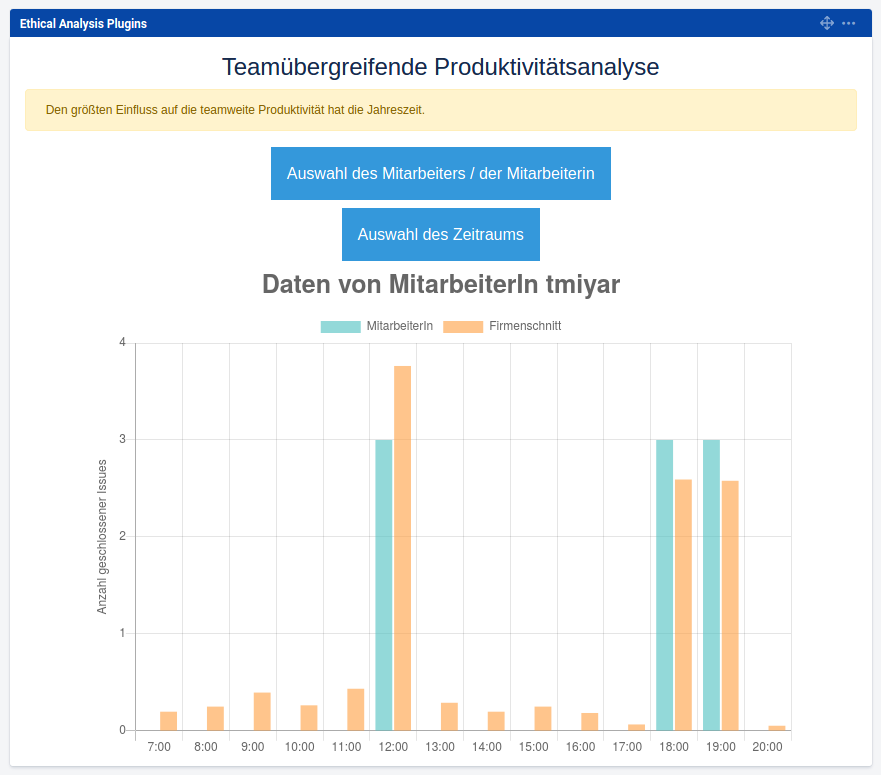 Ethical Analysis Plugins
Teamübergreifende Produktivitätsanalyse
Den größten Einfluss auf die teamweite Produktivität hat die Jahreszeit.
Auswahl des Mitarbeiters / der Mitarbeiterin
Auswahl des Zeitraums
Daten von MitarbeiterIn tmiyar
MitarbeiterIn Firmenschnitt
Anzahl geschlossener Issues
4
3
2
1
0
7:00 8:00 9:00 10:00 11:00 12:00 13:00 14:00 15:00 16:00 17:00 18:00 19:00 20:00